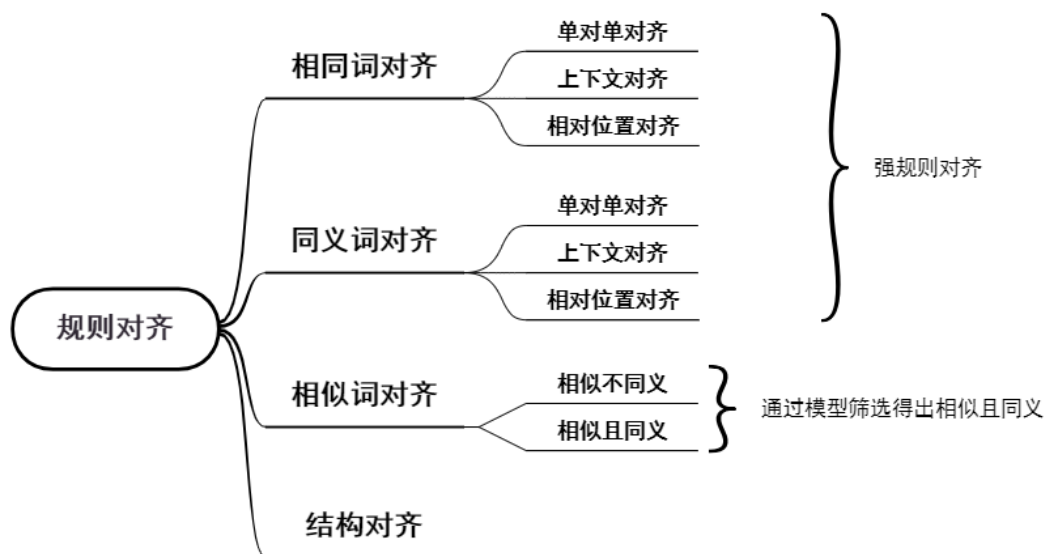 规则对齐
相同词对齐
单对单对齐
上下文对齐
相对位置对齐
同义词对齐
单对单对齐
上下文对齐
相对位置对齐
强规则对齐
相似词对齐
相似不同义
相似且同义
通过模型筛选得出相似且同义
结构对齐